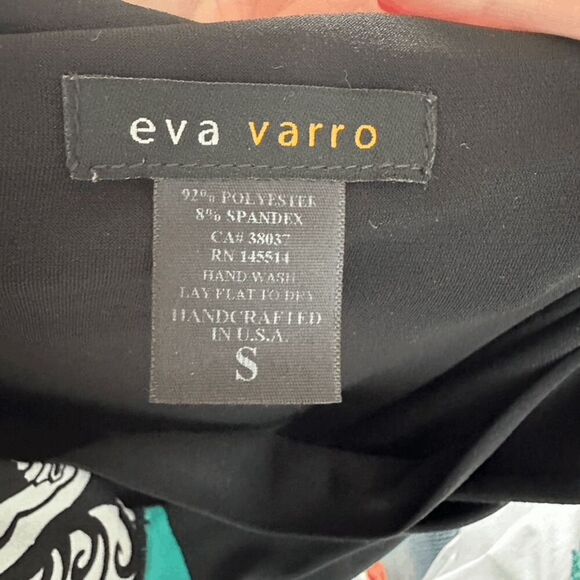 eva varro
92% POLYESTER
8% SPANDEX
CA# 38037
RN 145514
HAND WASH
LAY FLAT TO DRY
HANDCRAFTED
IN U.S.A.
S